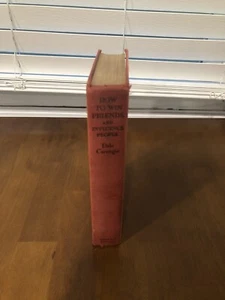 HOW
TO WIN
FRIENDS
AND
INFLUENCE
PEOPLE
Dale
Carnegie